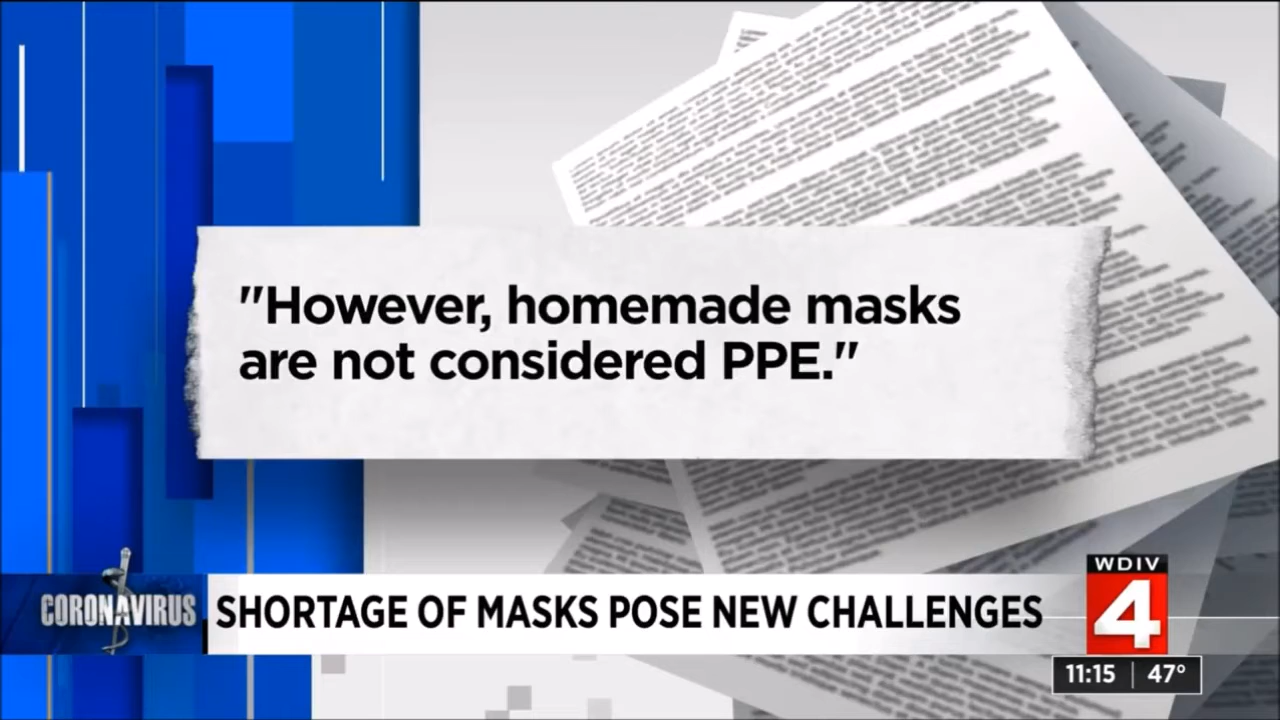 "However, homemade masks
are not considered PPE."
CORONAVIRUS
SHORTAGE OF MASKS POSE NEW CHALLENGES
WDIV
4
11:15 | 47°